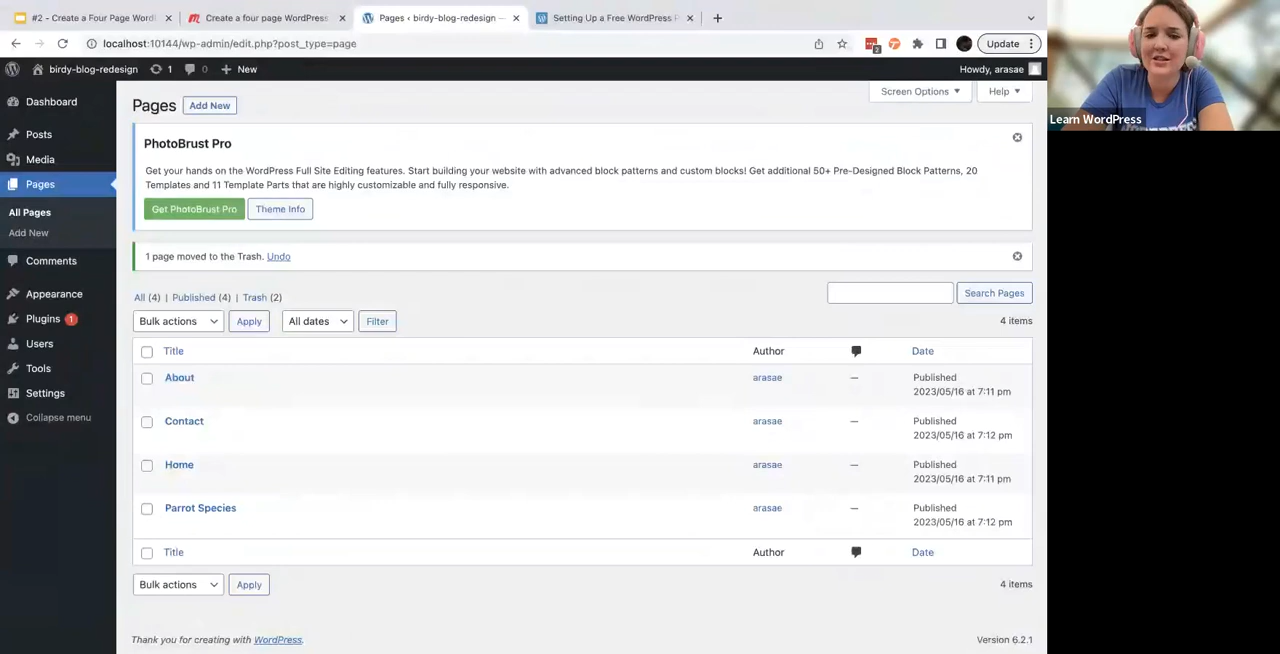 #2 - Create a Four Page Word
Create a four page WordPress
Pages ‹ birdy-blog-redesign —
Setting Up a Free WordPress P
localhost:10144/wp-admin/edit.php?post_type=page
2
Update
birdy-blog-redesign
1
0
New
Howdy, arasae
Dashboard
Posts
Media
Pages
All Pages
Add New
Comments
Appearance
Plugins 1
Users
Tools
Settings
Collapse menu
Pages Add New
Screen Options
Help
PhotoBrust Pro
Get your hands on the WordPress Full Site Editing features. Start building your website with advanced block patterns and custom blocks! Get additional 50+ Pre-Designed Block Patterns, 20
Templates and 11 Template Parts that are highly customizable and fully responsive.
Get PhotoBrust Pro Theme Info
1 page moved to the Trash. Undo
All (4) | Published (4) | Trash (2)
Search Pages
Bulk actions Apply All dates Filter
4 items
Title Author Date
About arasae — Published
2023/05/16 at 7:11 pm
Contact arasae — Published
2023/05/16 at 7:12 pm
Home arasae — Published
2023/05/16 at 7:11 pm
Parrot Species arasae — Published
2023/05/16 at 7:12 pm
Title Author Date
Bulk actions Apply
4 items
Thank you for creating with WordPress.
Version 6.2.1
Learn WordPress